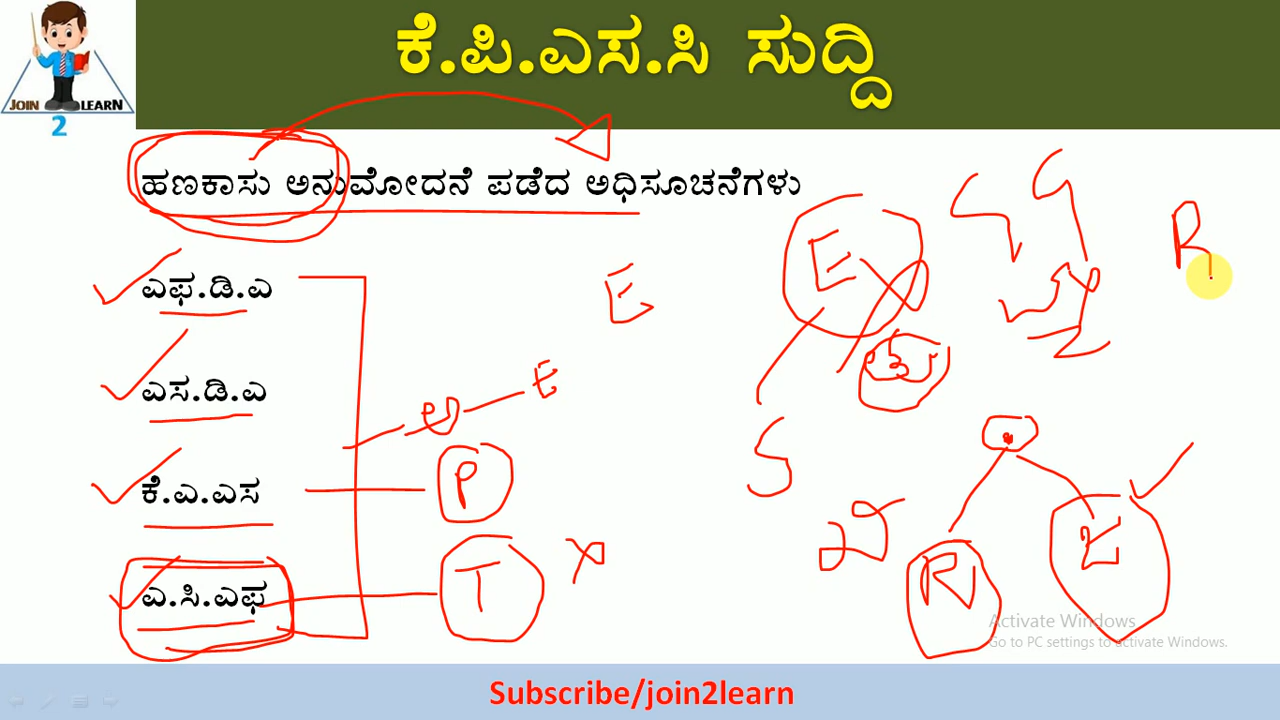 ಕೆ.ಪಿ.ಎಸ.ಸಿ ಸುದ್ದಿ
JOIN LEARN
2
ಹಣಕಾಸು ಅನುಮೋದನೆ ಪಡೆದ ಅಧಿಸೂಚನೆಗಳು
ಎಫ.ಡಿ.ಎ
ಎಸ.ಡಿ.ಎ
ಕೆ.ಎ.ಎಸ
ಎ.ಸಿ.ಎಫ
E
E
E
P
T
S
R
R
Activate Windows
Go to PC settings to activate Windows.
Subscribe/join2learn